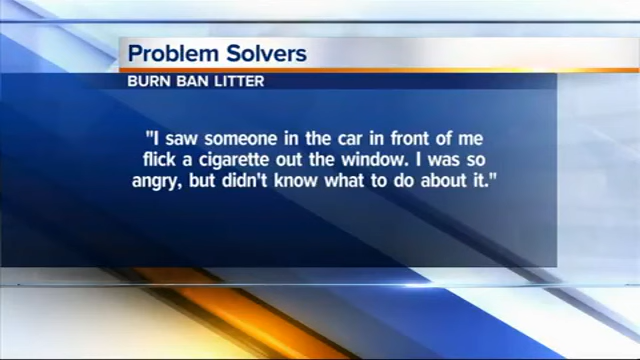 Problem Solvers
BURN BAN LITTER
"I saw someone in the car in front of me
flick a cigarette out the window. I was so
angry, but didn't know what to do about it."